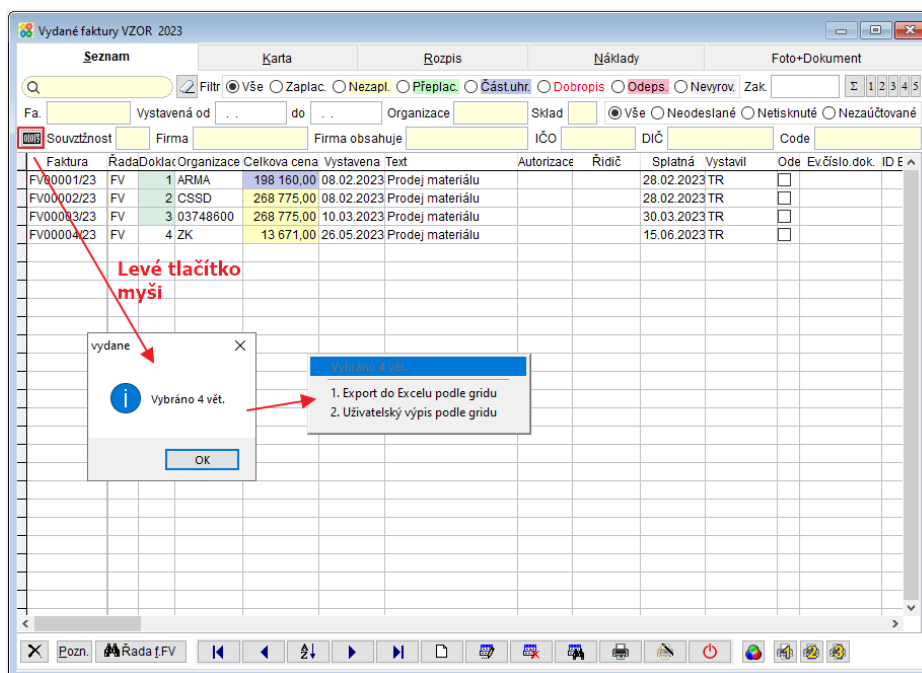 Vydané faktury VZOR 2023
Seznam Karta Rozpis Náklady Foto+Dokument
Filtr Vše Zaplac. Nezapl. Přeplac. Část.uhr. Dobropis Odeps. Nevyrov. Zak. Σ 1 2 3 4 5
Fa. Vystavená od . . do . . Organizace Sklad Vše Neodeslané Netisknuté Nezaúčtované
Souvztžnost Firma Firma obsahuje IČO DIČ Code
Faktura Řada Doklad Organizace Celkova cena Vystavena Text Autorizace Řidič Splatná Vystavil Ode Ev.číslo.dok. ID E
FV00001/23 FV 1 ARMA 198 160,00 08.02.2023 Prodej materiálu 28.02.2023 TR
FV00002/23 FV 2 CSSD 268 775,00 08.02.2023 Prodej materiálu 28.02.2023 TR
FV00003/23 FV 3 03748600 268 775,00 10.03.2023 Prodej materiálu 30.03.2023 TR
FV00004/23 FV 4 ZK 13 671,00 26.05.2023 Prodej materiálu 15.06.2023 TR
Levé tlačítko
myši
vydane
Vybráno 4 vět.
OK
Vybráno 4 vět.
1. Export do Excelu podle gridu
2. Uživatelský výpis podle gridu
Pozn. Řada f.FV 1 2 3